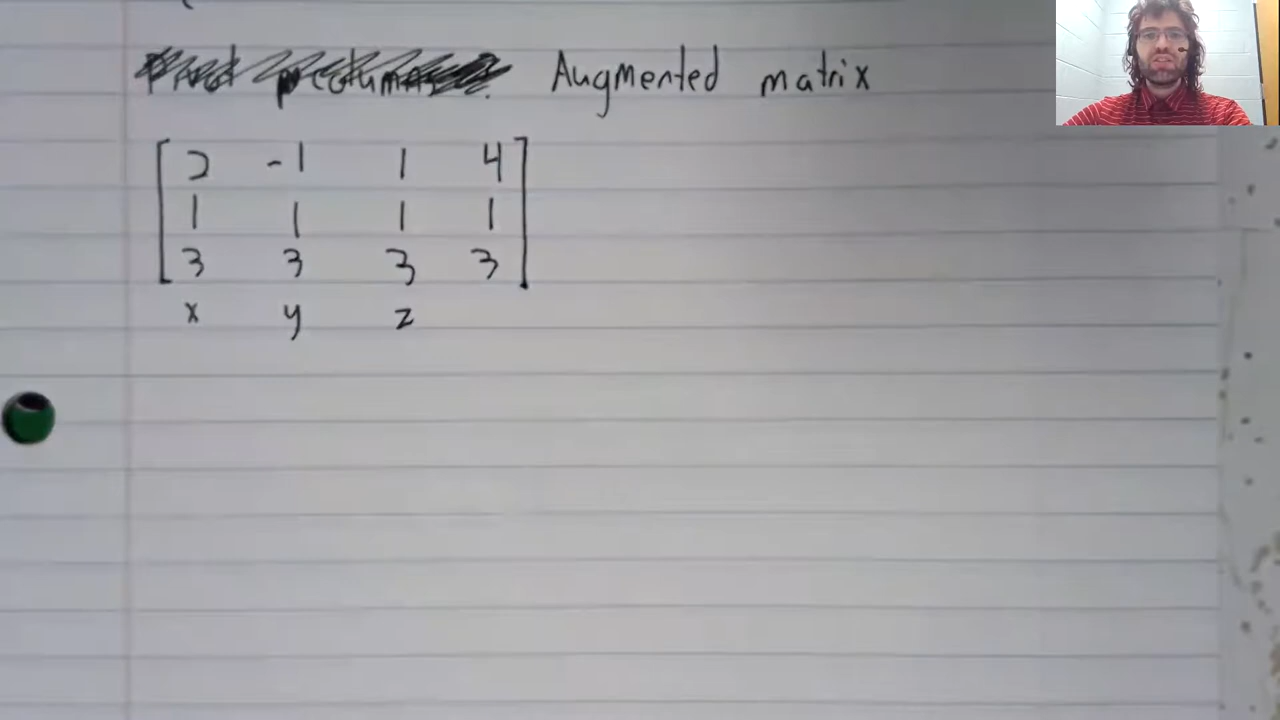 Augmented matrix
2 -1 1 4
1 1 1 1
3 3 3 3
x y z